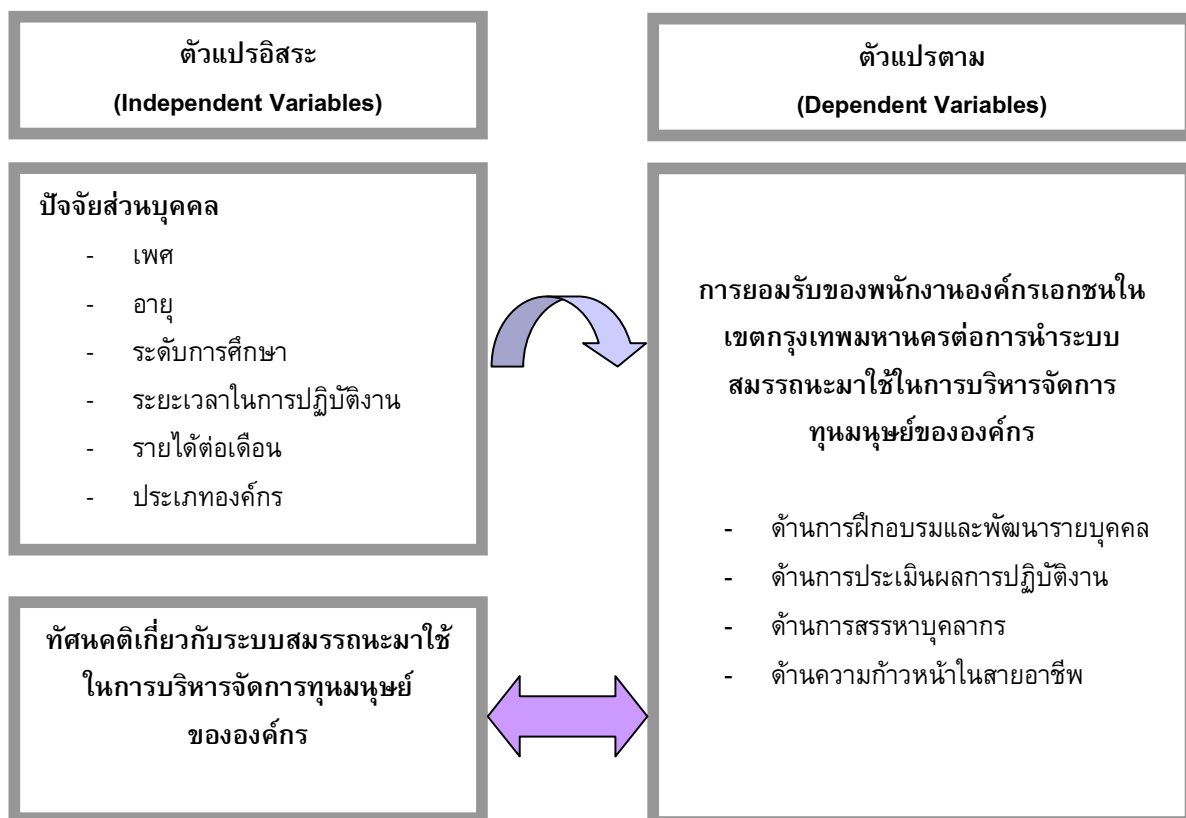 ตัวแปรอิสระ
(Independent Variables)
ปัจจัยส่วนบุคคล
- เพศ
- อายุ
- ระดับการศึกษา
- ระยะเวลาในการปฏิบัติงาน
- รายได้ต่อเดือน
- ประเภทองค์กร
ทัศนคติเกี่ยวกับระบบสมรรถนะมาใช้
ในการบริหารจัดการทุนมนุษย์
ขององค์กร
ตัวแปรตาม
(Dependent Variables)
การยอมรับของพนักงานองค์กรเอกชนใน
เขตกรุงเทพมหานครต่อการนำระบบ
สมรรถนะมาใช้ในการบริหารจัดการ
ทุนมนุษย์ขององค์กร
- ด้านการฝึกอบรมและพัฒนารายบุคคล
- ด้านการประเมินผลการปฏิบัติงาน
- ด้านการสรรหาบุคลากร
- ด้านความก้าวหน้าในสายอาชีพ